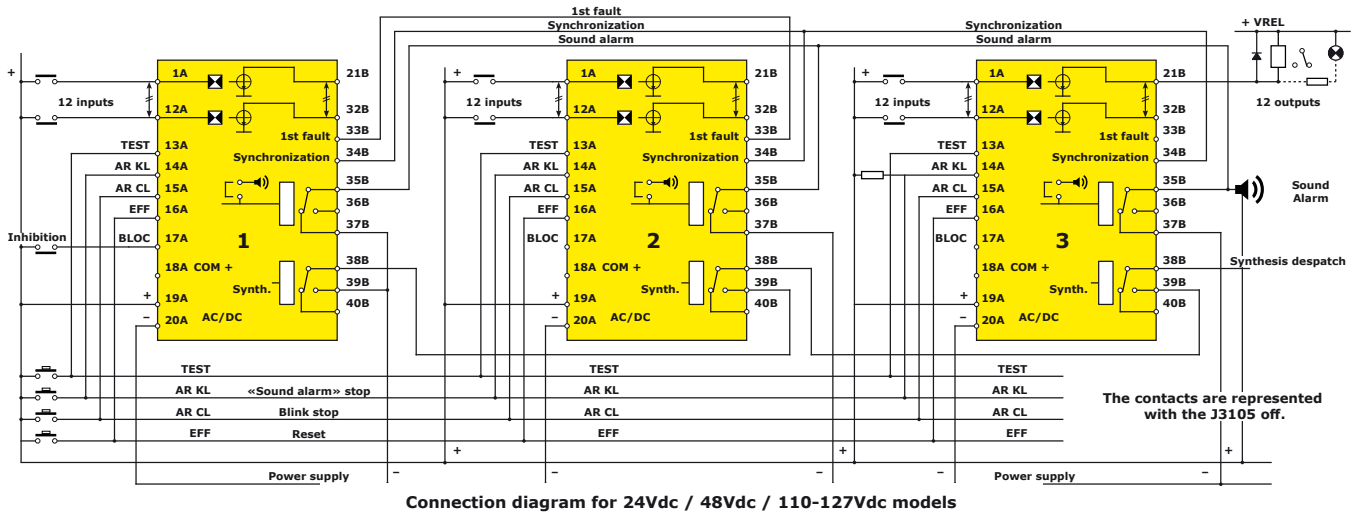 1st fault
Synchronization
Synchronization
Sound alarm
Sound alarm
+ VREL
+
1A
21B
12 inputs
12A
32B
33B
1st fault
TEST
13A
Synchronization
34B
AR KL
14A
AR CL
15A
35B
EFF
16A
36B
37B
Inhibition
BLOC
17A
1
38B
18A COM +
Synth.
39B
+
19A
40B
–
20A
AC/DC
+
1A
21B
12 inputs
12A
32B
33B
1st fault
TEST
13A
Synchronization
34B
AR KL
14A
AR CL
15A
35B
EFF
16A
36B
37B
BLOC
17A
2
38B
18A COM +
Synth.
39B
+
19A
40B
–
20A
AC/DC
+
1A
21B
12 inputs
12A
32B
12 outputs
33B
1st fault
TEST
13A
Synchronization
34B
AR KL
14A
AR CL
15A
35B
Sound
Alarm
EFF
16A
36B
37B
BLOC
17A
3
38B
Synthesis despatch
18A COM +
Synth.
39B
+
19A
40B
–
20A
AC/DC
TEST
TEST
TEST
AR KL
«Sound alarm» stop
AR KL
AR KL
AR CL
Blink stop
AR CL
AR CL
EFF
Reset
EFF
EFF
The contacts are represented
with the J3105 off.
+
+
+
Power supply
–
–
–
–
Power supply
–
Connection diagram for 24Vdc / 48Vdc / 110-127Vdc models